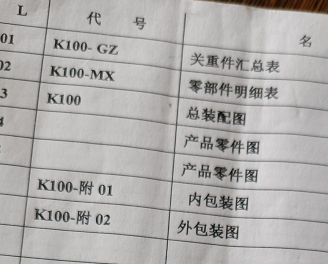 L 代 号 名
01 K100- GZ 关重件汇总表
02 K100-MX 零部件明细表
3 K100 总装配图
4 产品零件图
产品零件图
K100-附 01 内包装图
K100-附 02 外包装图